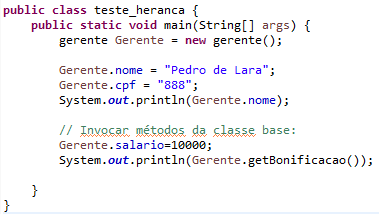 public class teste_heranca {
public static void main(String[] args) {
gerente Gerente = new gerente();
Gerente.nome = "Pedro de Lara";
Gerente.cpf = "888";
System.out.println(Gerente.nome);
// Invocar métodos da classe base:
Gerente.salario=10000;
System.out.println(Gerente.getBonificacao());
}
}